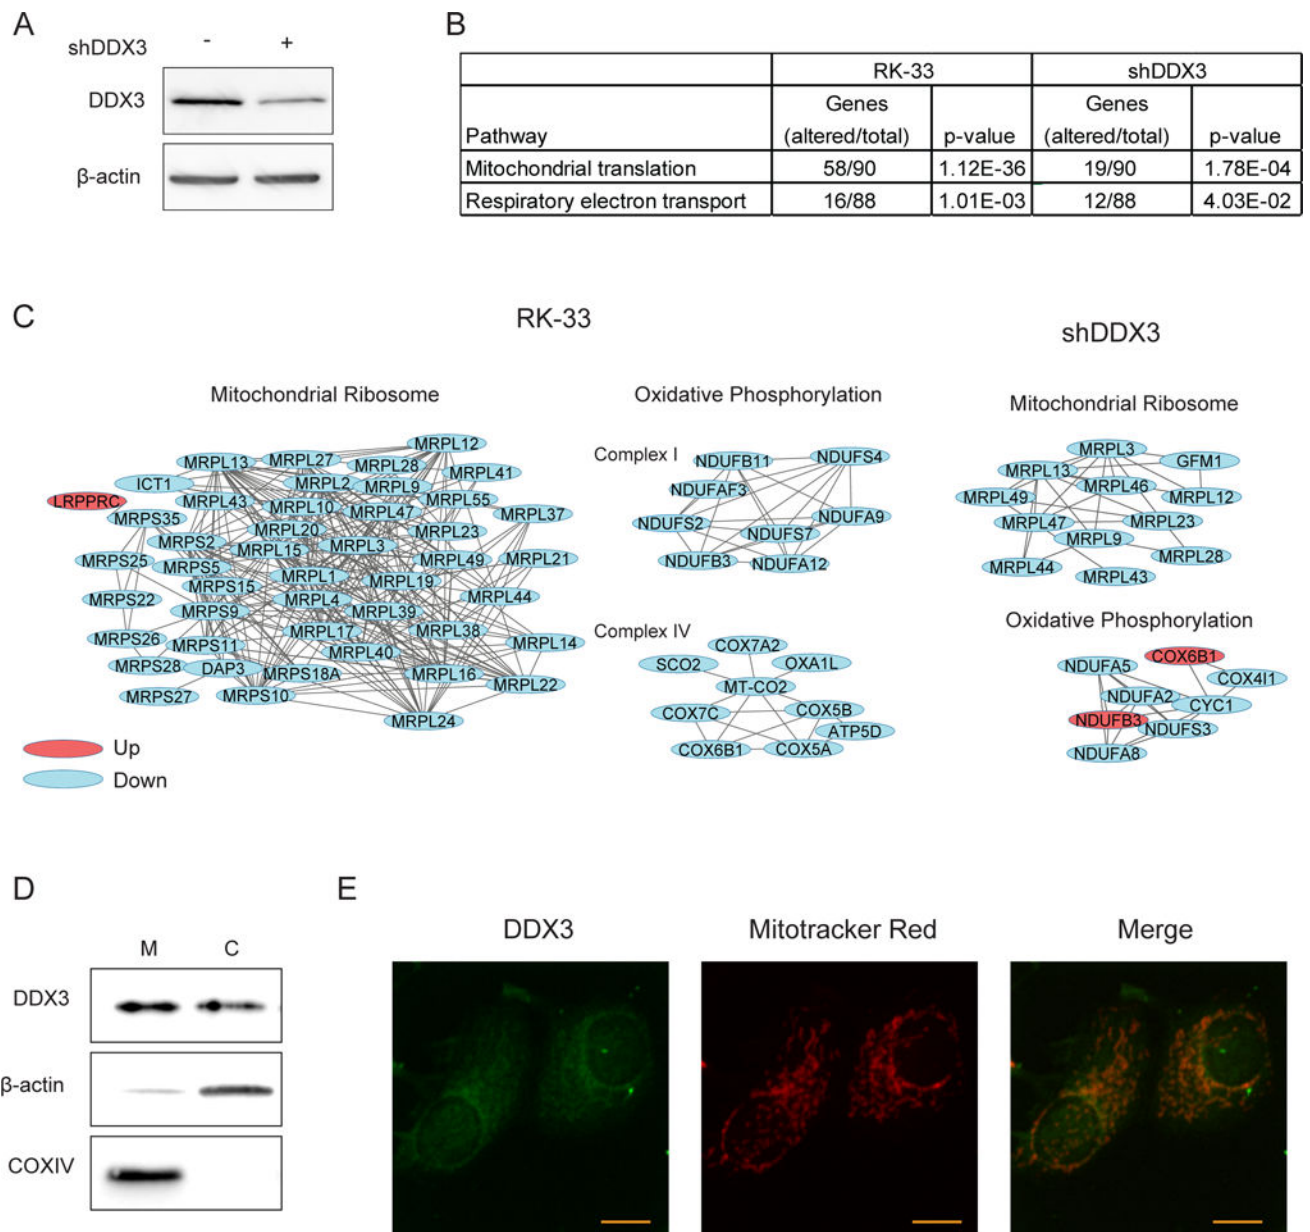 A
shDDX3 - +
DDX3
β-actin
B
RK-33 shDDX3
Genes Genes
Pathway (altered/total) p-value (altered/total) p-value
Mitochondrial translation 58/90 1.12E-36 19/90 1.78E-04
Respiratory electron transport 16/88 1.01E-03 12/88 4.03E-02
C
RK-33
shDDX3
Mitochondrial Ribosome
MRPL12
MRPL13 MRPL27 MRPL28 MRPL41
ICT1 MRPL2 MRPL9
LRPPRC MRPL43 MRPL10 MRPL47 MRPL55 MRPL37
MRPS35 MRPL20 MRPL23
MRPS2 MRPL15 MRPL3
MRPS25 MRPS5 MRPL49 MRPL21
MRPS15 MRPL1 MRPL19
MRPS22 MRPS9 MRPL4 MRPL39 MRPL44
MRPS26 MRPS11 MRPL17 MRPL38 MRPL14
MRPL40
MRPS28 DAP3 MRPS18A MRPL16 MRPL22
MRPS27 MRPS10
MRPL24
Up
Down
Oxidative Phosphorylation
Complex I
NDUFB11 NDUFS4
NDUFAF3
NDUFS2 NDUFA9
NDUFS7
NDUFB3 NDUFA12
Complex IV
COX7A2
SCO2 OXA1L
MT-CO2
COX7C COX5B
ATP5D
COX6B1 COX5A
Mitochondrial Ribosome
MRPL3
MRPL13 GFM1
MRPL49 MRPL46 MRPL12
MRPL47 MRPL23
MRPL9
MRPL28
MRPL44 MRPL43
Oxidative Phosphorylation
COX6B1
NDUFA5 COX4I1
NDUFA2 CYC1
NDUFB3 NDUFS3
NDUFA8
D
M C
DDX3
β-actin
COXIV
E
DDX3 Mitotracker Red Merge